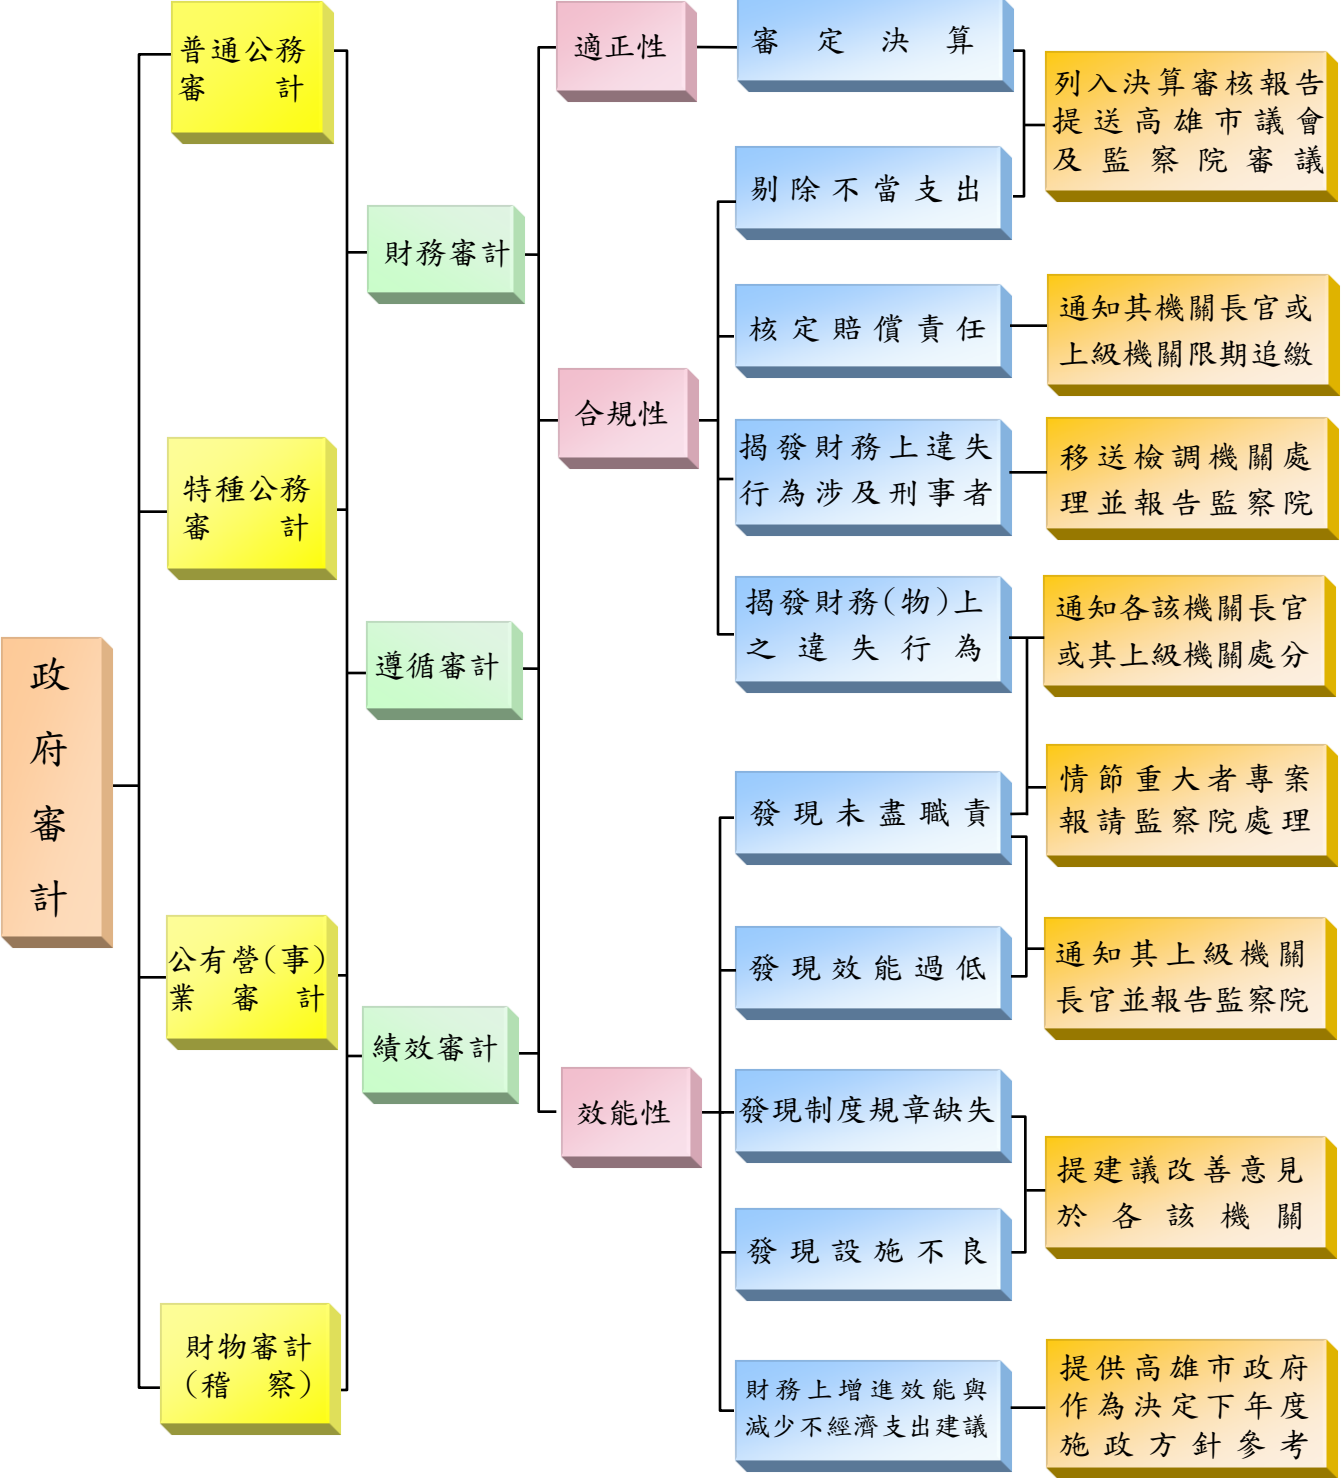 政
府
審
計
普通公務
審計
特種公務
審計
公有營(事)
業審計
財物審計
(稽察)
財務審計
遵循審計
績效審計
適正性
合規性
效能性
審定決算
剔除不當支出
核定賠償責任
揭發財務上違失
行為涉及刑事者
揭發財務(物)上
之違失行為
發現未盡職責
發現效能過低
發現制度規章缺失
發現設施不良
財務上增進效能與
減少不經濟支出建議
列入決算審核報告
提送高雄市議會
及監察院審議
通知其機關長官或
上級機關限期追繳
移送檢調機關處
理並報告監察院
通知各該機關長官
或其上級機關處分
情節重大者專案
報請監察院處理
通知其上級機關
長官並報告監察院
提建議改善意見
於各該機關
提供高雄市政府
作為決定下年度
施政方針參考